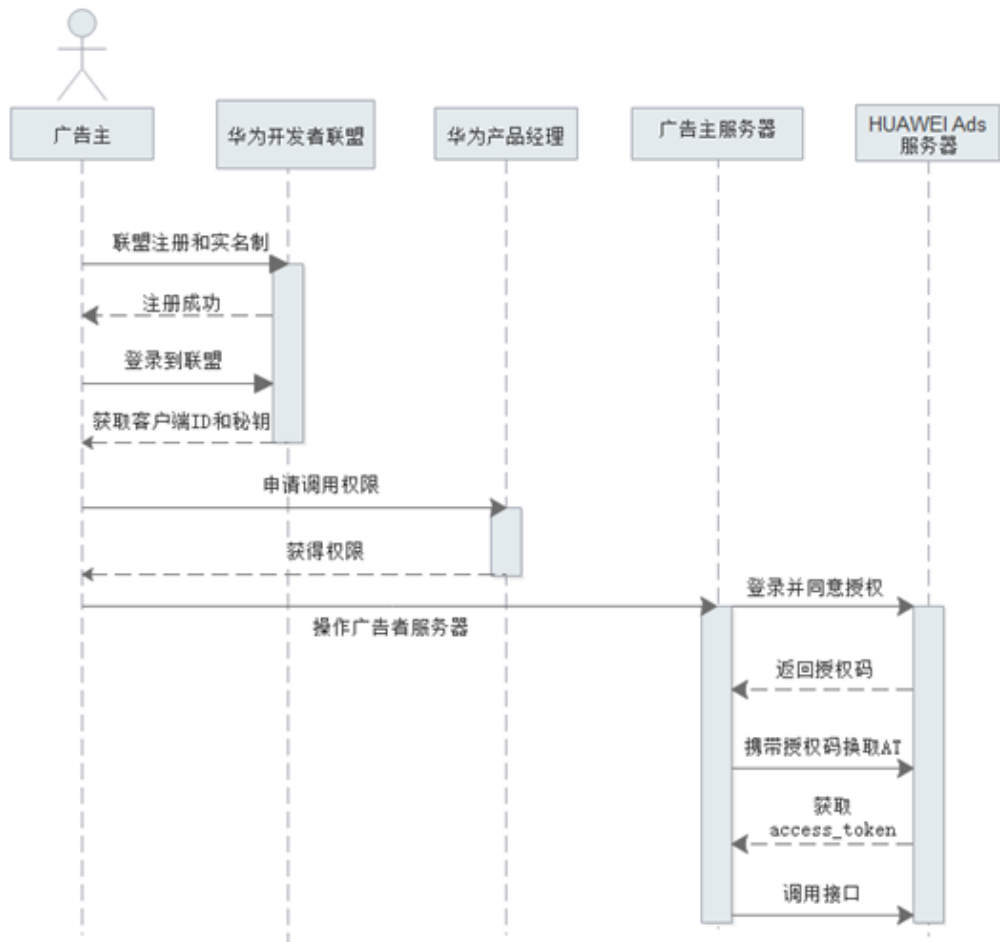 广告主
华为开发者联盟
华为产品经理
广告主服务器
HUAWEI Ads
服务器
联盟注册和实名制
注册成功
登录到联盟
获取客户端ID和秘钥
申请调用权限
获得权限
登录并同意授权
操作广告者服务器
返回授权码
携带授权码换取AT
获取
access_token
调用接口